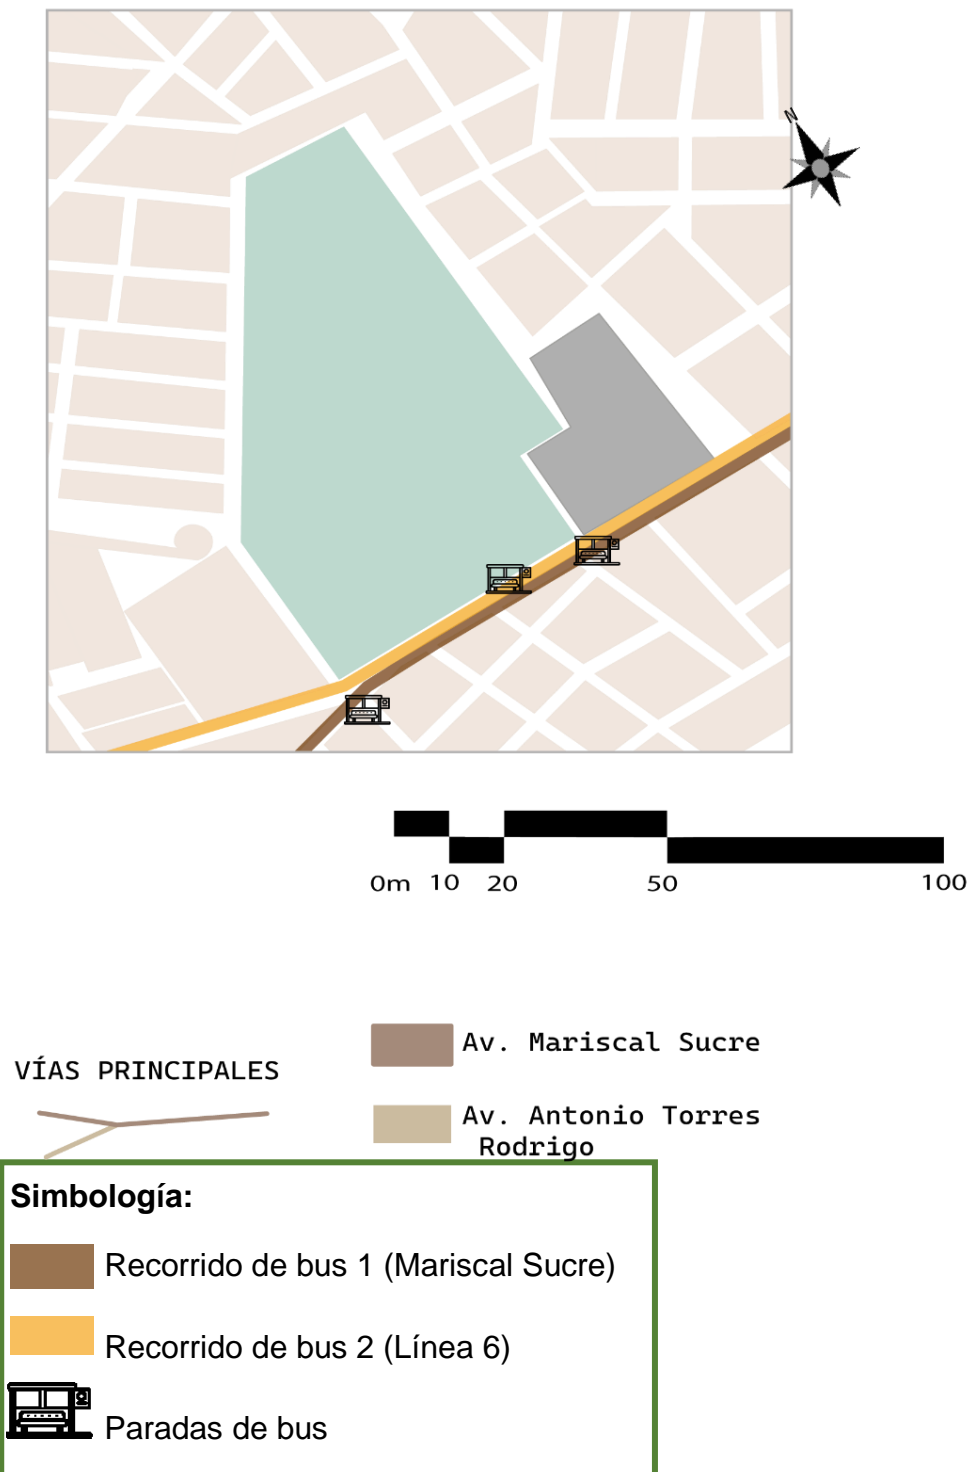 N
0m 10 20 50 100
VÍAS PRINCIPALES
Av. Mariscal Sucre
Av. Antonio Torres
Rodrigo
Simbología:
Recorrido de bus 1 (Mariscal Sucre)
Recorrido de bus 2 (Línea 6)
Paradas de bus